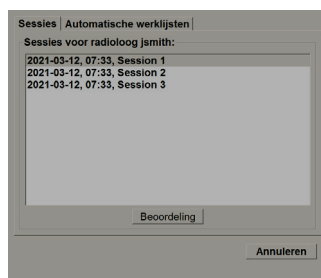 Sessies Automatische werklijsten
Sessies voor radioloog jsmith:
2021-03-12, 07:33, Session 1
2021-03-12, 07:33, Session 2
2021-03-12, 07:33, Session 3
Beoordeling
Annuleren